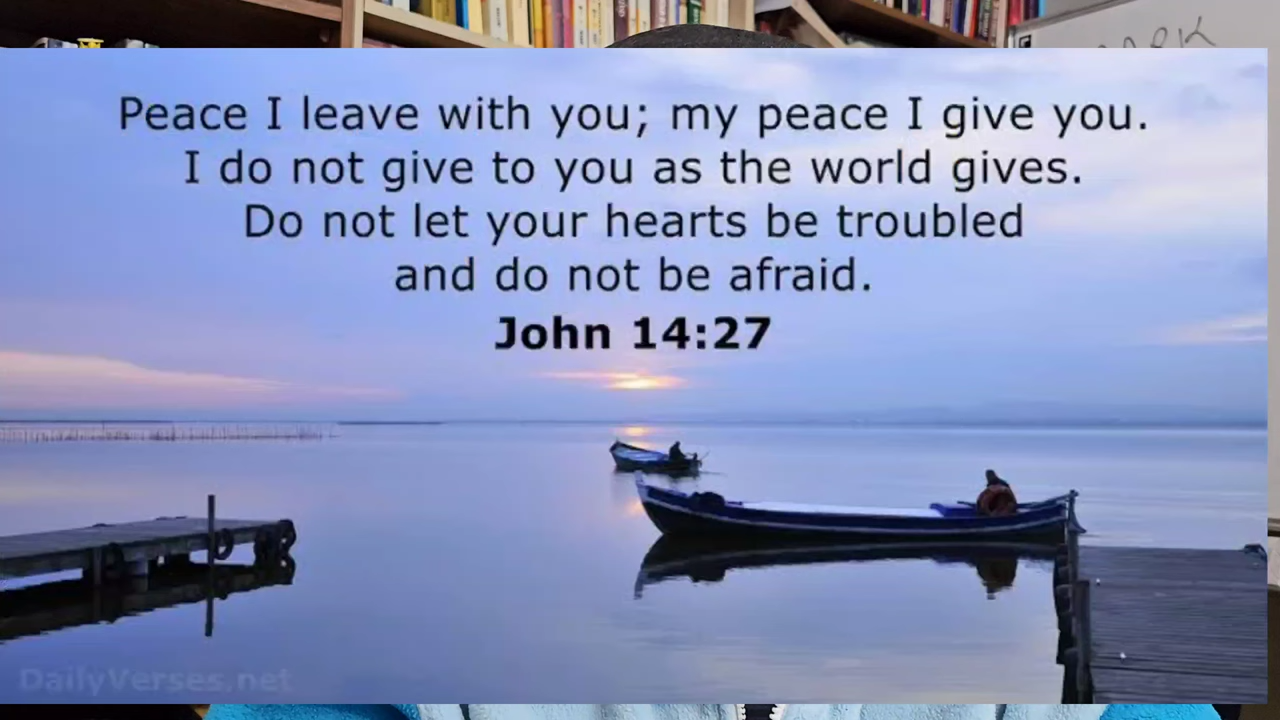 Peace I leave with you; my peace I give you.
I do not give to you as the world gives.
Do not let your hearts be troubled
and do not be afraid.
John 14:27
DailyVerses.net